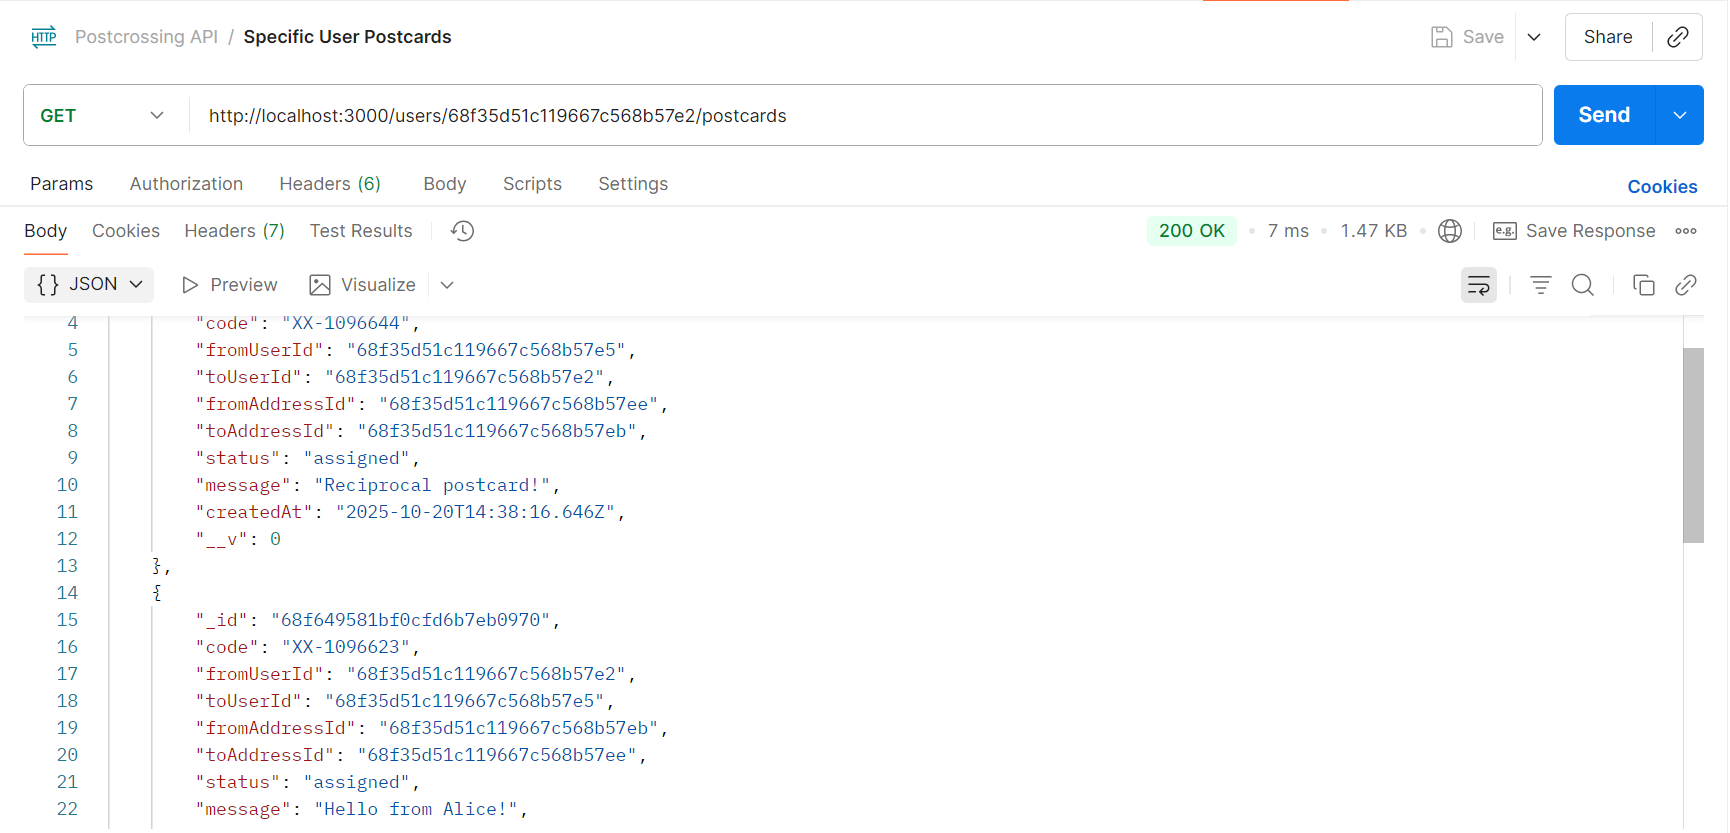 HTTP Postcrossing API / Specific User Postcards Save Share
GET http://localhost:3000/users/68f35d51c119667c568b57e2/postcards Send
Params Authorization Headers (6) Body Scripts Settings Cookies
Body Cookies Headers (7) Test Results 200 OK • 7 ms • 1.47 KB • e.g. Save Response
{} JSON Preview Visualize
4 "code": "XX-1096644",
5 "fromUserId": "68f35d51c119667c568b57e5",
6 "toUserId": "68f35d51c119667c568b57e2",
7 "fromAddressId": "68f35d51c119667c568b57ee",
8 "toAddressId": "68f35d51c119667c568b57eb",
9 "status": "assigned",
10 "message": "Reciprocal postcard!",
11 "createdAt": "2025-10-20T14:38:16.646Z",
12 "__v": 0
13 },
14 {
15 "_id": "68f649581bf0cfd6b7eb0970",
16 "code": "XX-1096623",
17 "fromUserId": "68f35d51c119667c568b57e2",
18 "toUserId": "68f35d51c119667c568b57e5",
19 "fromAddressId": "68f35d51c119667c568b57eb",
20 "toAddressId": "68f35d51c119667c568b57ee",
21 "status": "assigned",
22 "message": "Hello from Alice!",